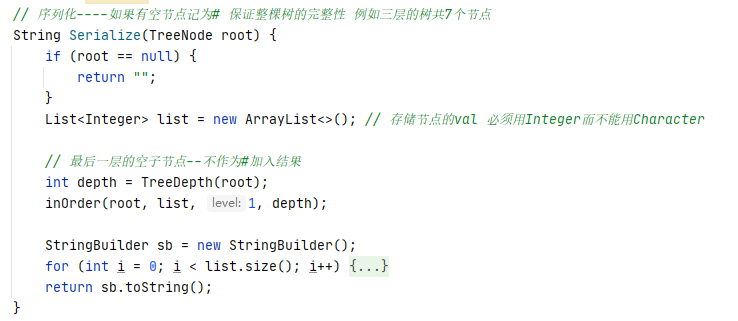 // 序列化----如果有空节点记为# 保证整棵树的完整性 例如三层的树共7个节点
String Serialize(TreeNode root) {
if (root == null) {
return "";
}
List<Integer> list = new ArrayList<>(); // 存储节点的val 必须用Integer而不能用Character
// 最后一层的空子节点--不作为#加入结果
int depth = TreeDepth(root);
inOrder(root, list, level: 1, depth);
StringBuilder sb = new StringBuilder();
for (int i = 0; i < list.size(); i++) {...}
return sb.toString();
}